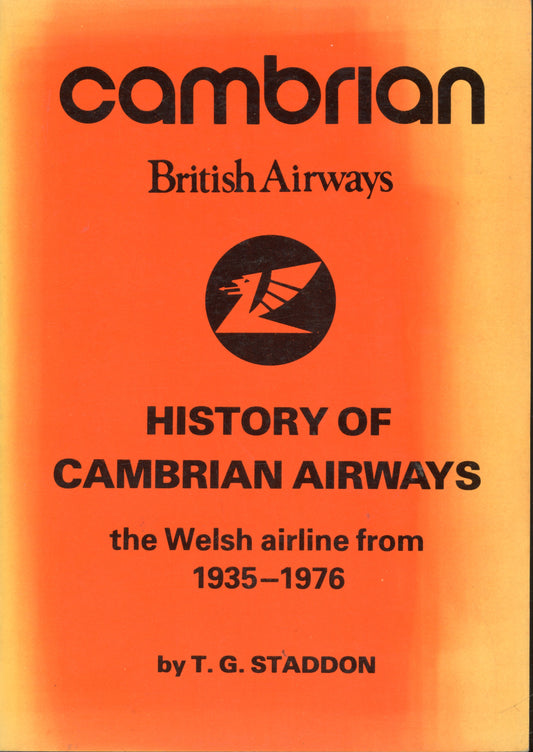 cambrian
British Airways
HISTORY OF
CAMBRIAN AIRWAYS
the Welsh airline from
1935–1976
by T. G. STADDON